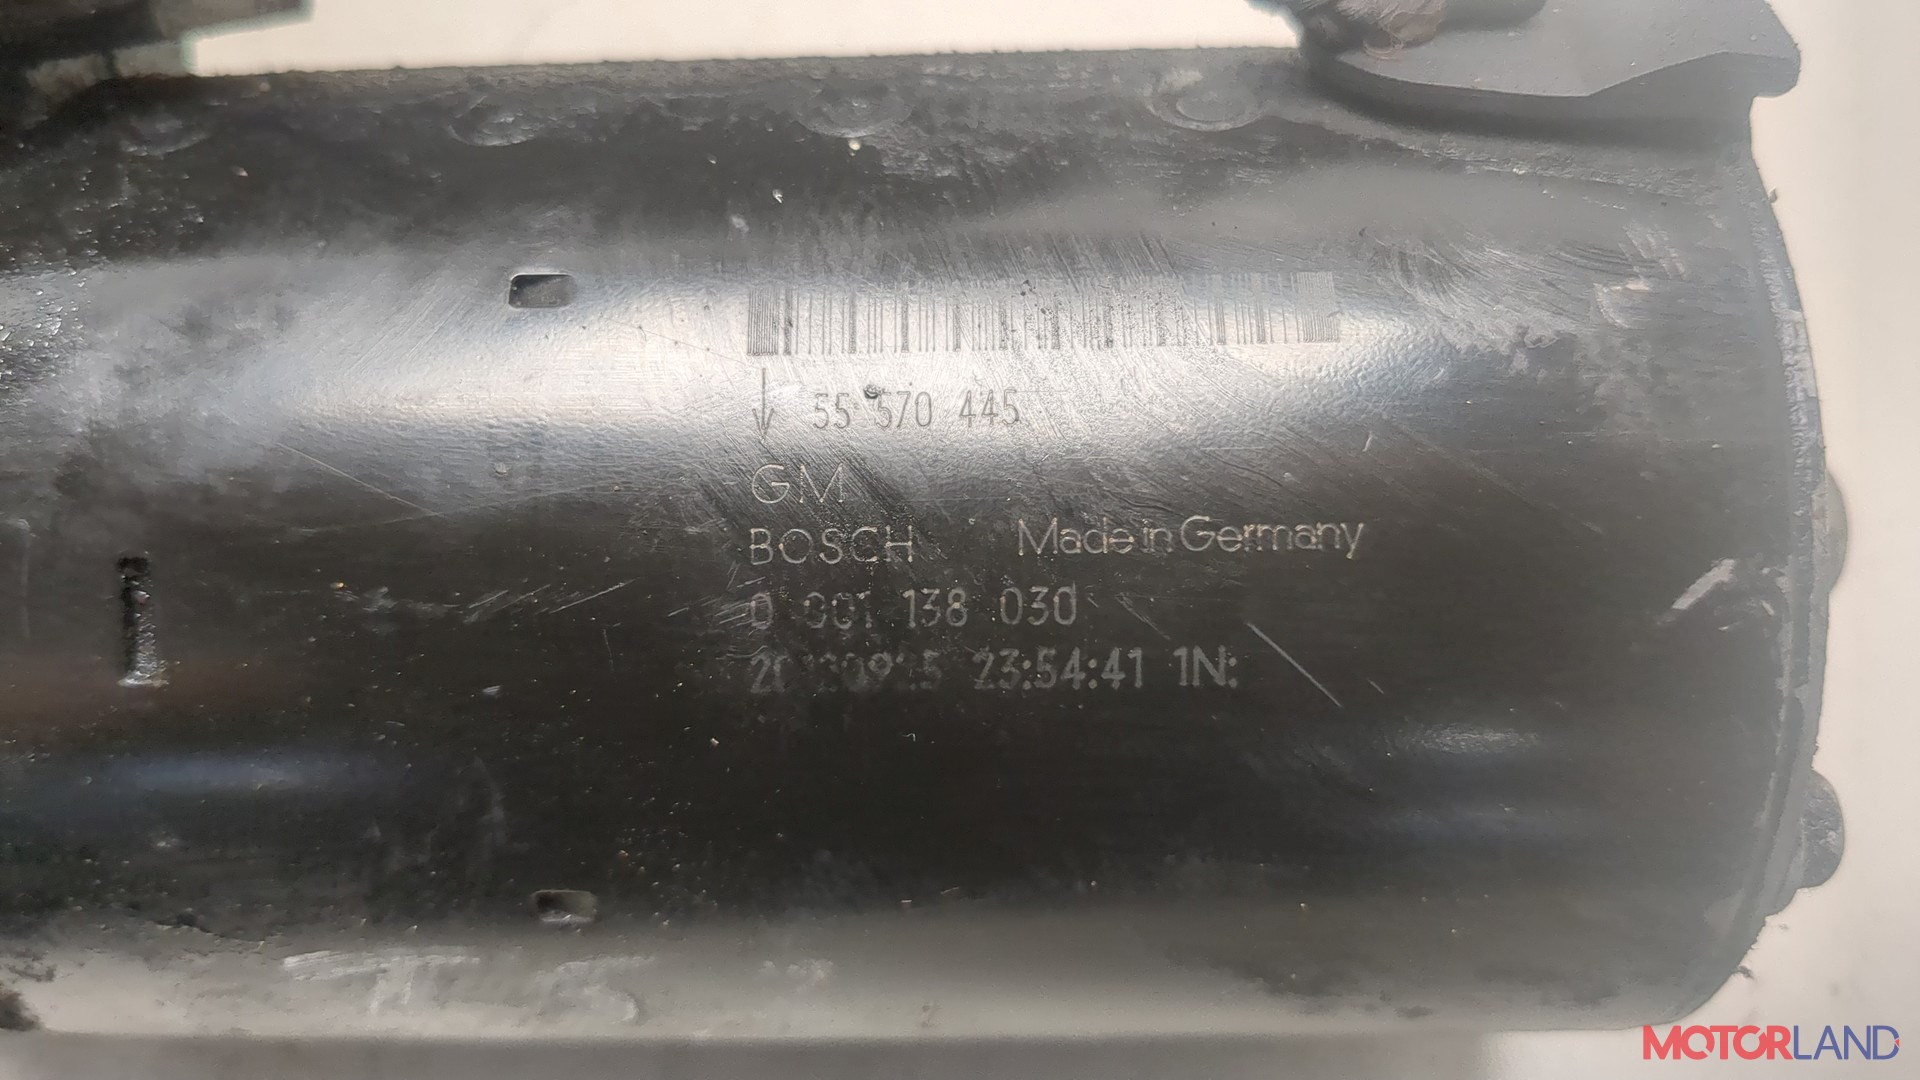 55 570 445
GM
BOSCH Made in Germany
0 001 138 030
23:54:41 1N:
MOTORLAND